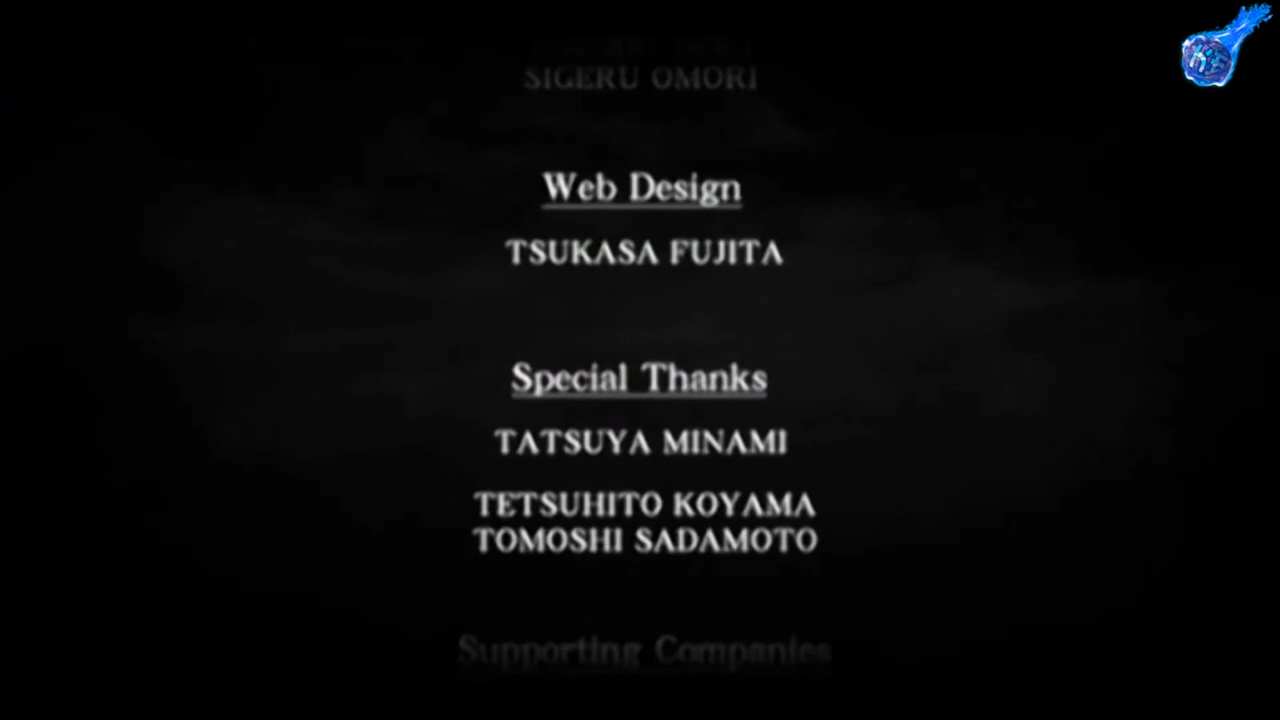 SIGERU OMORI
Web Design
TSUKASA FUJITA
Special Thanks
TATSUYA MINAMI
TETSUHITO KOYAMA
TOMOSHI SADAMOTO
Supporting Companies